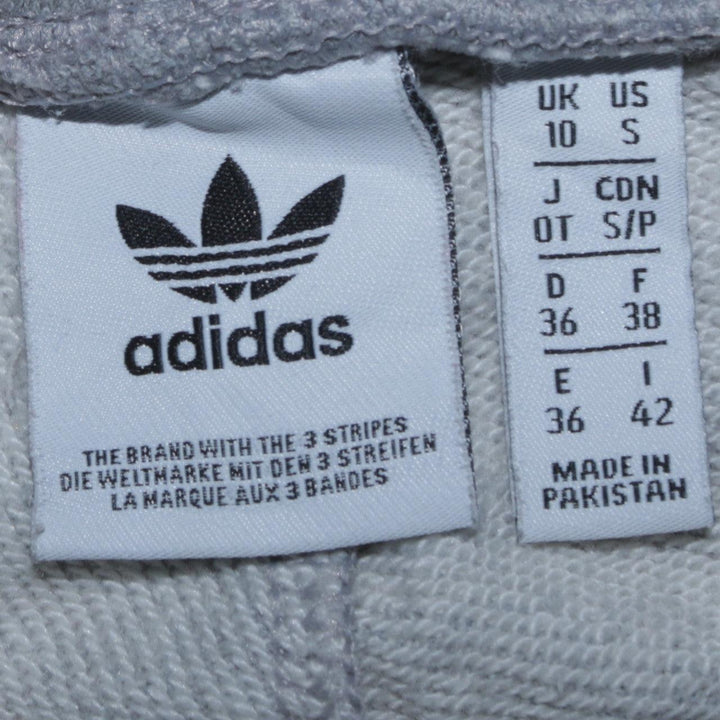 adidas
THE BRAND WITH THE 3 STRIPES
DIE WELTMARKE MIT DEN 3 STREIFEN
LA MARQUE AUX 3 BANDES
UK US
10 S
J CDN
OT S/P
D F
36 38
E I
36 42
MADE IN
PAKISTAN